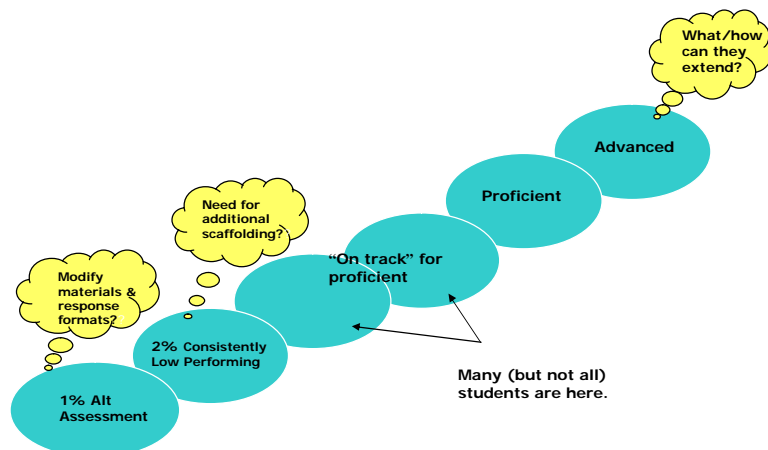 What/how
can they
extend?
Advanced
Proficient
Need for
additional
scaffolding?
“On track” for
proficient
Modify
materials &
response
formats?
2% Consistently
Low Performing
Many (but not all)
students are here.
1% Alt
Assessment